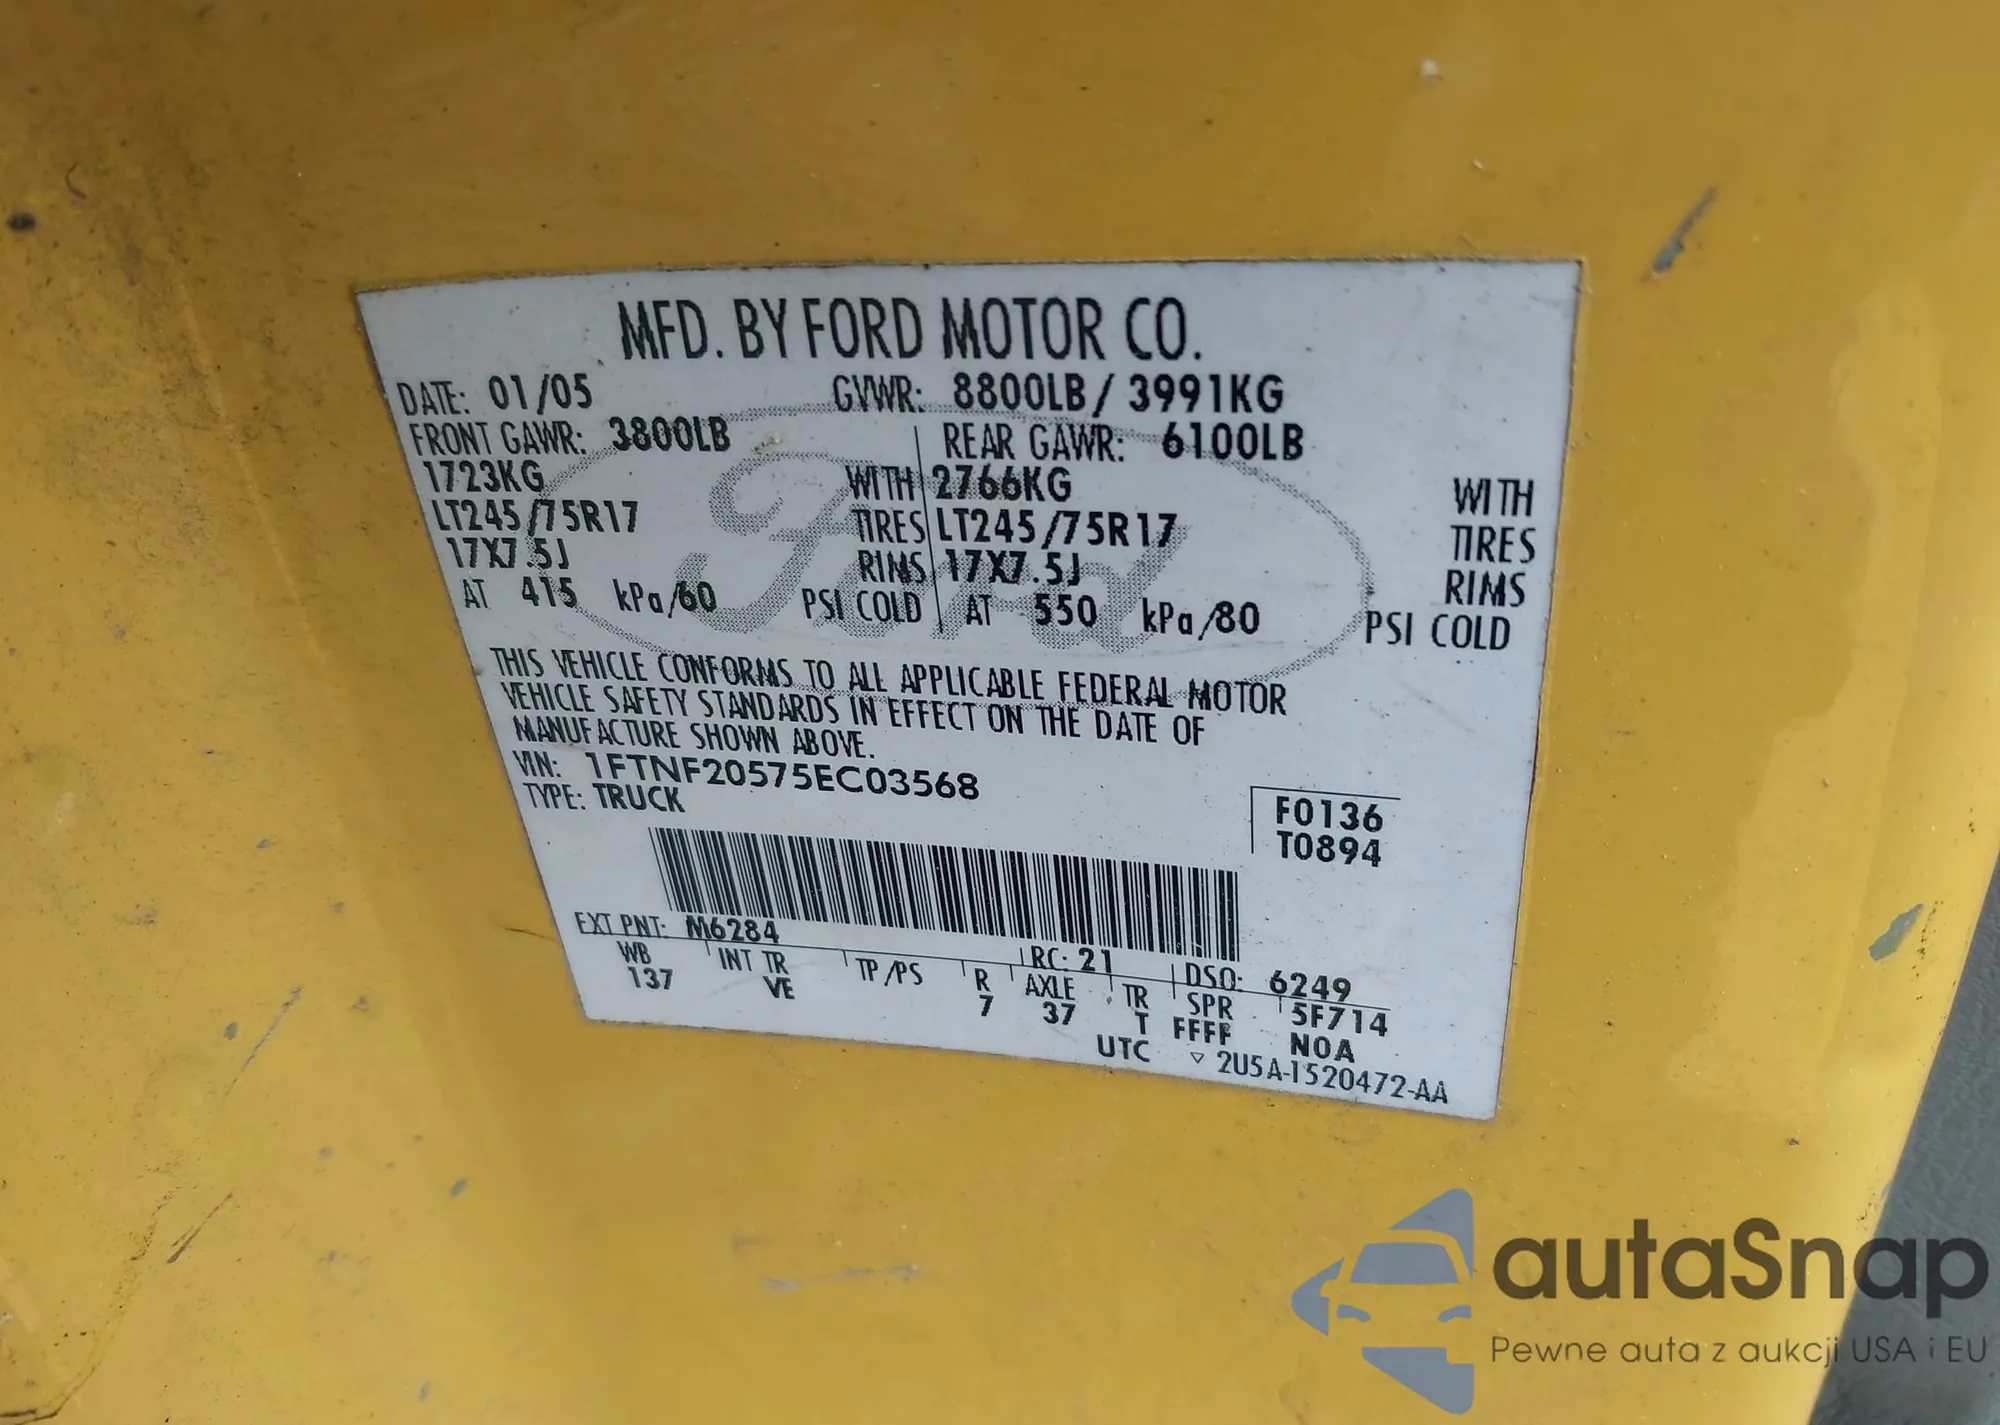 MFD. BY FORD MOTOR CO.
DATE: 01/05 GVWR: 8800LB / 3991KG
FRONT GAWR: 3800LB REAR GAWR: 6100LB
1723KG WITH 2766KG WITH
LT245/75R17 TIRES LT245/75R17 TIRES
17X7.5J RIMS 17X7.5J RIMS
AT 415 kPa/60 PSI COLD AT 550 kPa/80 PSI COLD
Ford
THIS VEHICLE CONFORMS TO ALL APPLICABLE FEDERAL MOTOR
VEHICLE SAFETY STANDARDS IN EFFECT ON THE DATE OF
MANUFACTURE SHOWN ABOVE.
VIN: 1FTNF20575EC03568
TYPE: TRUCK
F0136
T0894
EXT PNT: M6284 RC: 21 DSO: 6249
WB INT TR TP/PS R AXLE TR SPR 5F714
137 VE 7 37 T FFFF N0A
UTC ▽ 2U5A-1520472-AA
autaSnap
Pewne auta z aukcji USA i EU